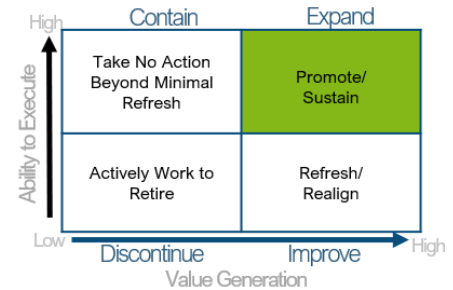 Contain
Expand
High
Take No Action
Beyond Minimal
Refresh
Promote/
Sustain
Ability to Execute
Actively Work to
Retire
Refresh/
Realign
Low
High
Discontinue
Improve
Value Generation